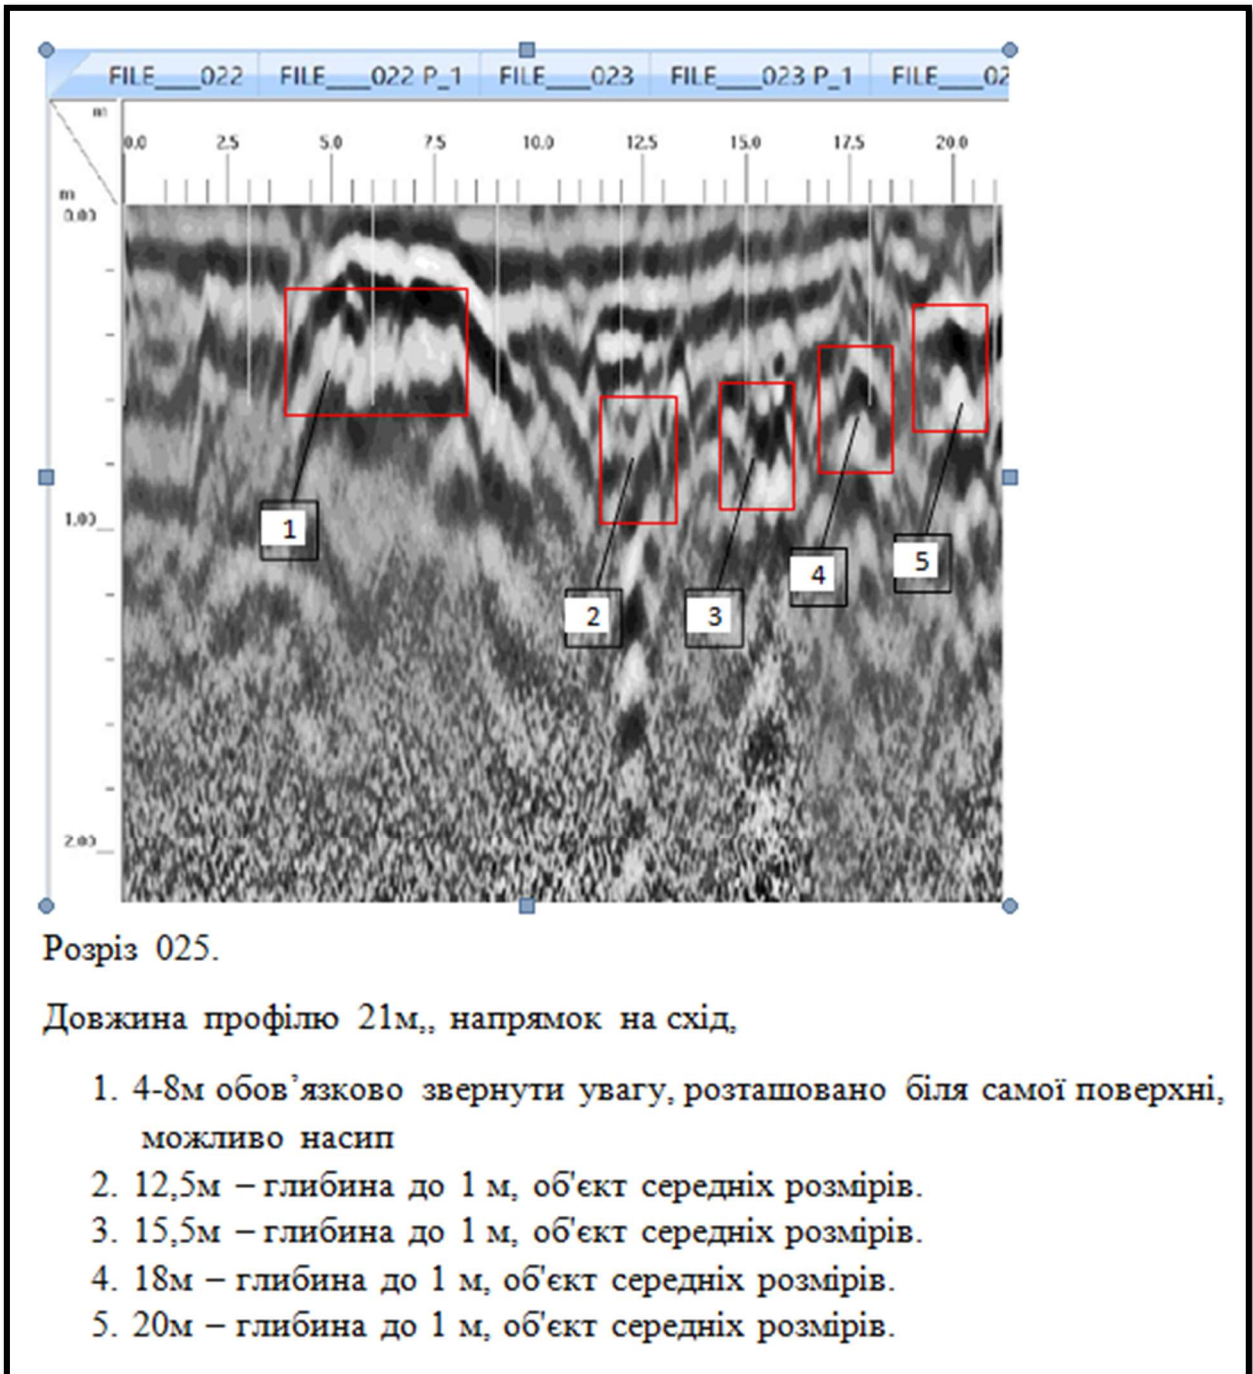 FILE___022 FILE___022 P_1 FILE___023 FILE___023 P_1 FILE___02
m
0.0 2.5 5.0 7.5 10.0 12.5 15.0 17.5 20.0
m
0.00
1.00
2.00
1
2
3
4
5
Розріз 025.
Довжина профілю 21м,, напрямок на схід,
1. 4-8м обов’язково звернути увагу, розташовано біля самої поверхні,
можливо насип
2. 12,5м – глибина до 1 м, об'єкт середніх розмірів.
3. 15,5м – глибина до 1 м, об'єкт середніх розмірів.
4. 18м – глибина до 1 м, об'єкт середніх розмірів.
5. 20м – глибина до 1 м, об'єкт середніх розмірів.